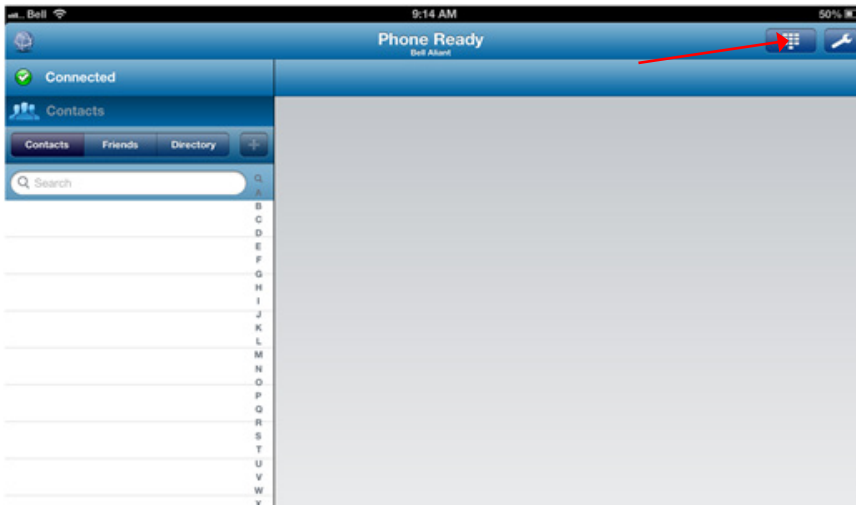 Bell 9:14 AM 50%
Phone Ready
Bell Aliant
Connected
Contacts
Contacts Friends Directory +
Search
A
B
C
D
E
F
G
H
I
J
K
L
M
N
O
P
Q
R
S
T
U
V
W
X